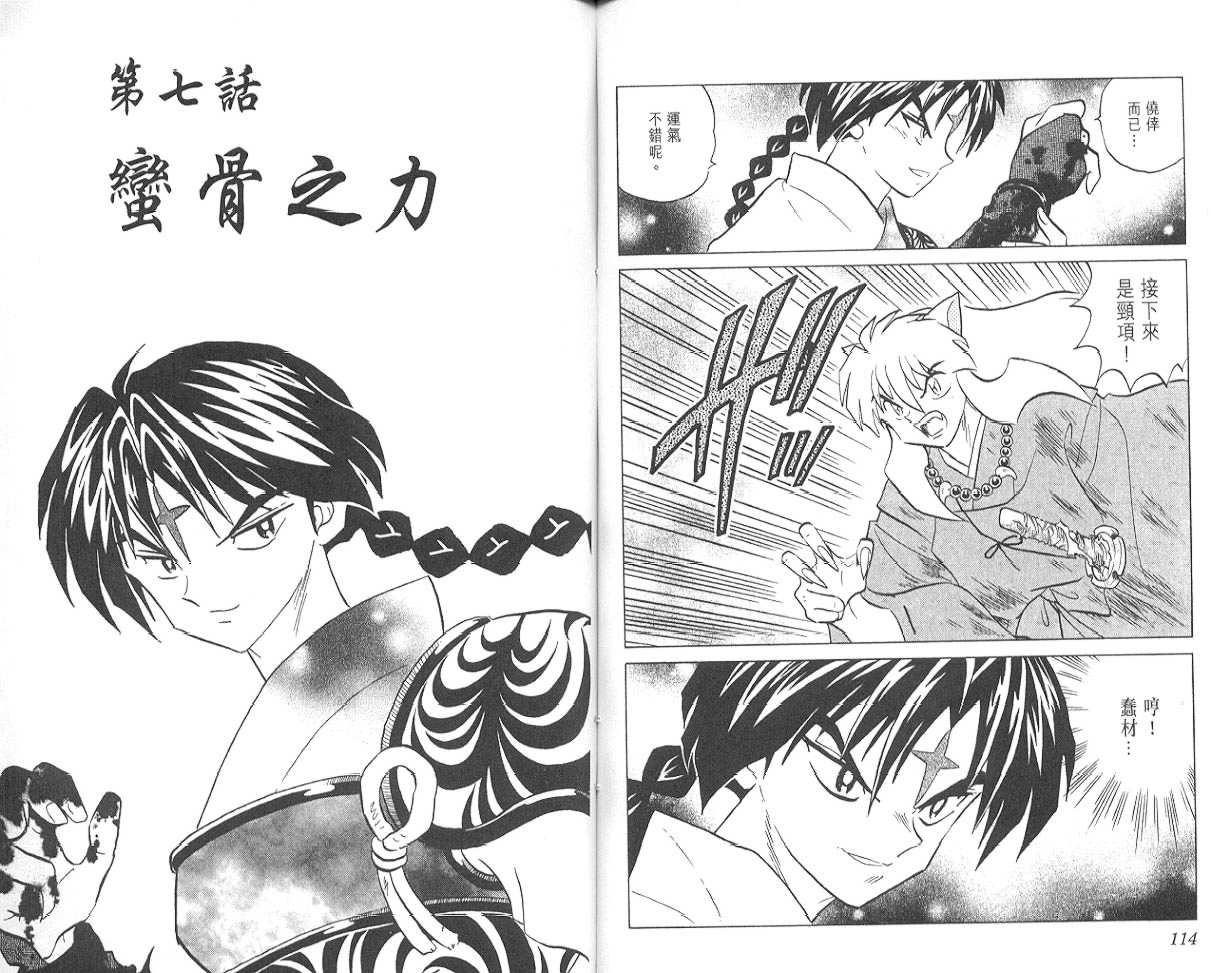 僥倖
而已…
運氣
不錯呢。
接下來
是頸項！
哼！
蠢材…
114
第七話
蠻骨之力